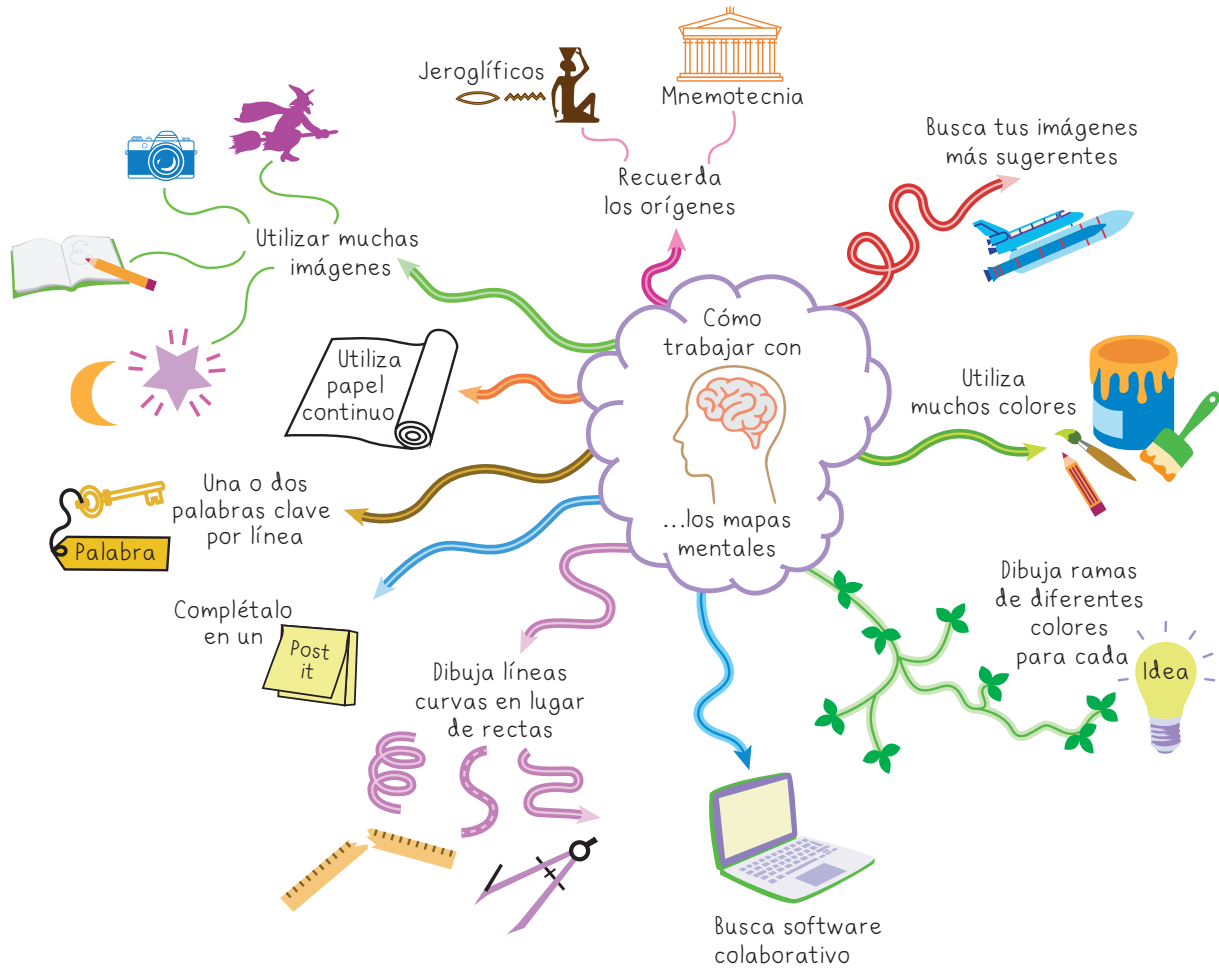 Cómo
trabajar con
...los mapas
mentales
Jeroglíficos
Mnemotecnia
Recuerda
los orígenes
Busca tus imágenes
más sugerentes
Utiliza
muchos colores
Dibuja ramas
de diferentes
colores
para cada
Idea
Busca software
colaborativo
Dibuja líneas
curvas en lugar
de rectas
Complétalo
en un
Post
it
Una o dos
palabras clave
por línea
Palabra
Utiliza
papel
continuo
Utilizar muchas
imágenes